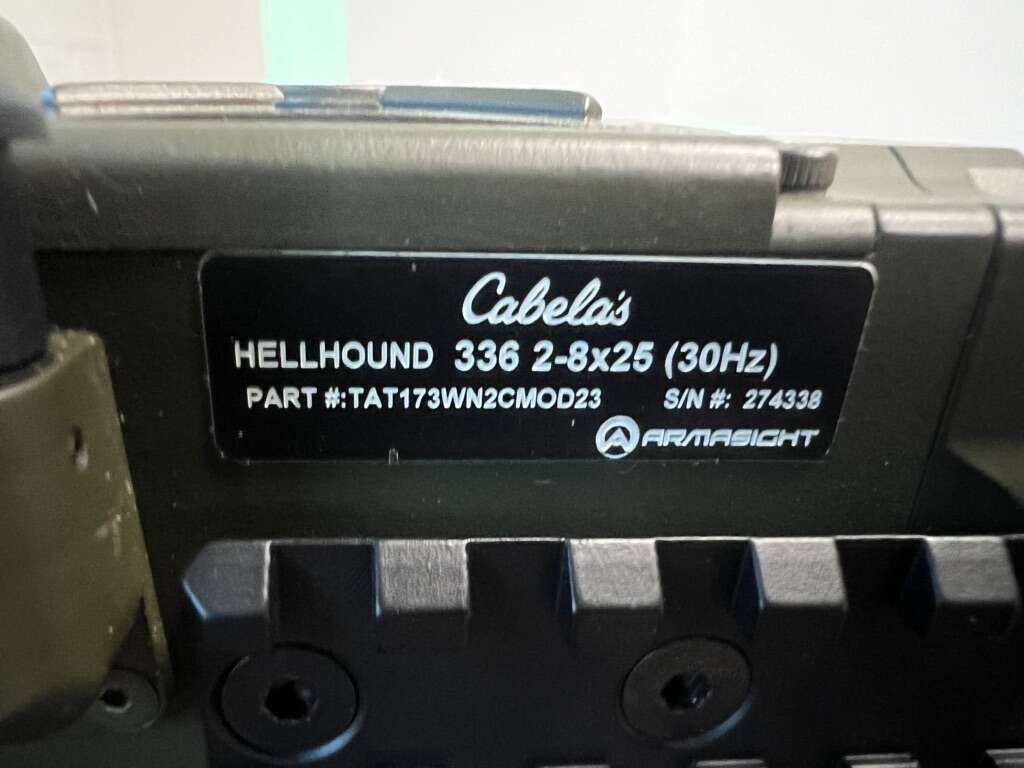 Cabela's
HELLHOUND 336 2-8x25 (30Hz)
PART #:TAT173WN2CMOD23 S/N #: 274338
ARMASIGHT